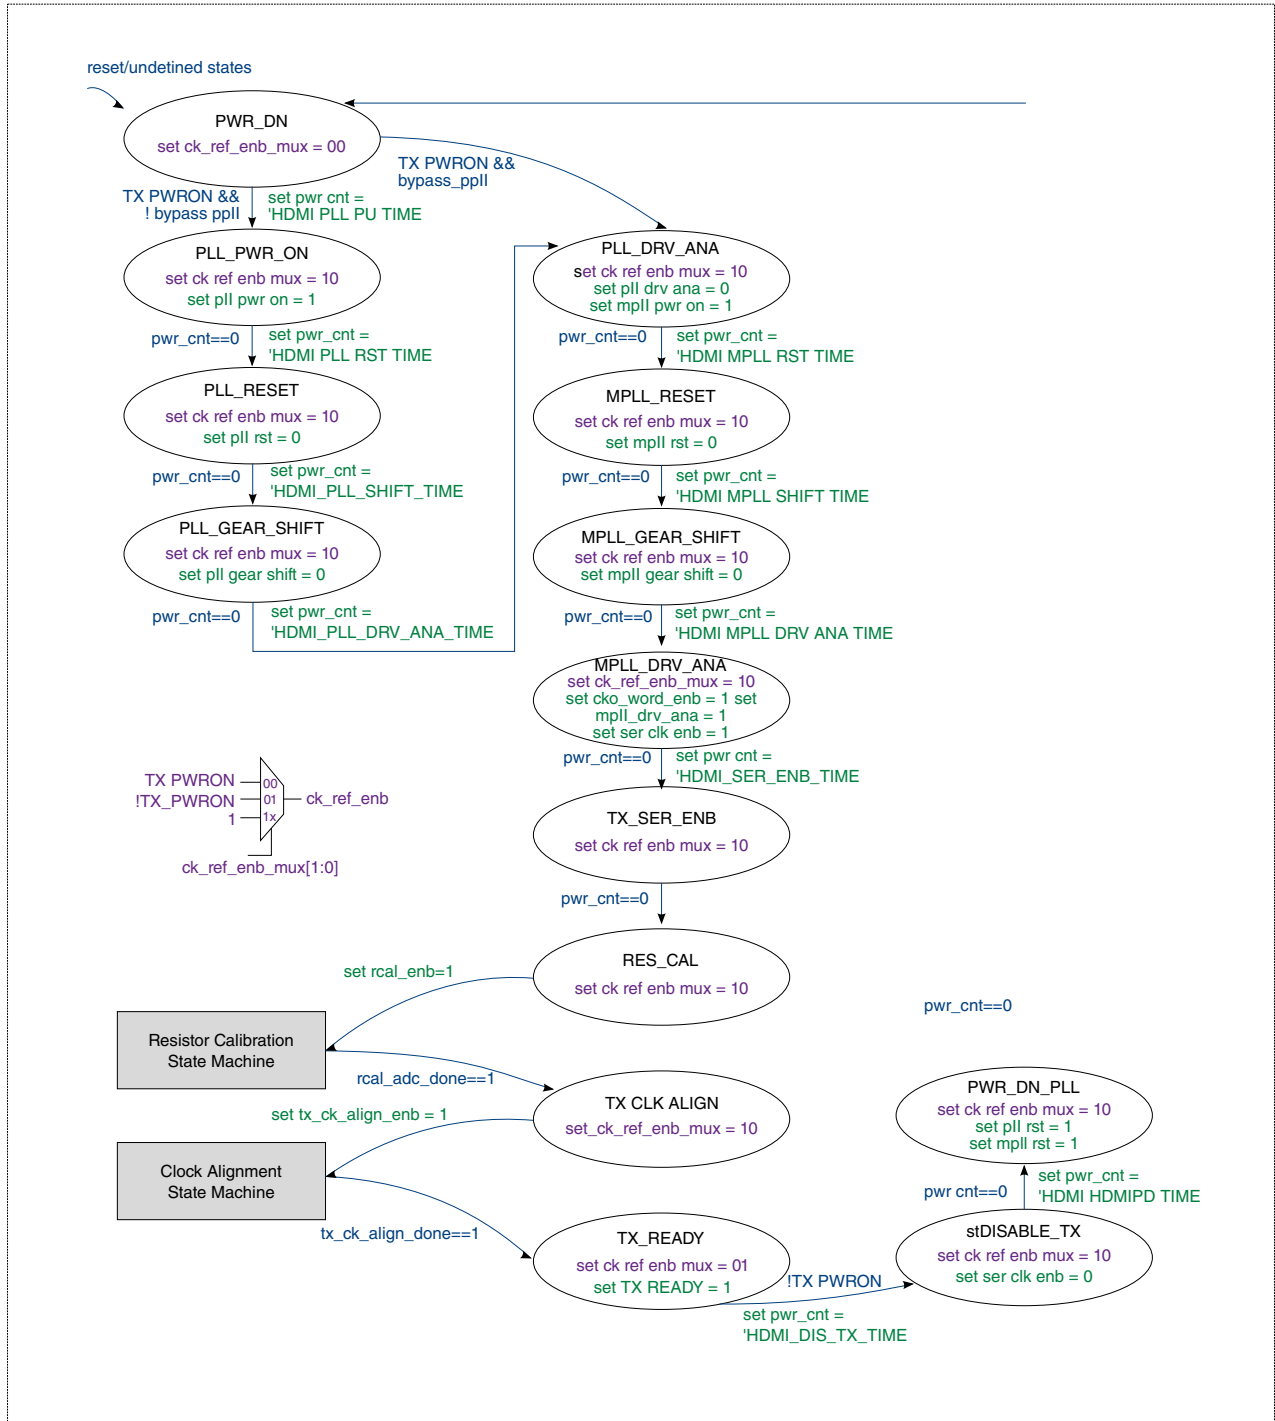 reset/undetined states
PWR_DN
set ck_ref_enb_mux = 00
TX PWRON &&
bypass_ppll
TX PWRON &&
! bypass ppll
set pwr cnt =
'HDMI PLL PU TIME
PLL_PWR_ON
set ck ref enb mux = 10
set pll pwr on = 1
pwr_cnt==0
set pwr_cnt =
'HDMI PLL RST TIME
PLL_RESET
set ck ref enb mux = 10
set pll rst = 0
pwr_cnt==0
set pwr_cnt =
'HDMI_PLL_SHIFT_TIME
PLL_GEAR_SHIFT
set ck ref enb mux = 10
set pll gear shift = 0
pwr_cnt==0
set pwr_cnt =
'HDMI_PLL_DRV_ANA_TIME
PLL_DRV_ANA
set ck ref enb mux = 10
set pll drv ana = 0
set mpll pwr on = 1
pwr_cnt==0
set pwr_cnt =
'HDMI MPLL RST TIME
MPLL_RESET
set ck ref enb mux = 10
set mpll rst = 0
pwr_cnt==0
set pwr_cnt =
'HDMI MPLL SHIFT TIME
MPLL_GEAR_SHIFT
set ck ref enb mux = 10
set mpll gear shift = 0
pwr_cnt==0
set pwr_cnt =
'HDMI MPLL DRV ANA TIME
MPLL_DRV_ANA
set ck_ref_enb_mux = 10
set cko_word_enb = 1 set
mpll_drv_ana = 1
set ser clk enb = 1
pwr_cnt==0
set pwr cnt =
'HDMI_SER_ENB_TIME
TX PWRON
00
!TX_PWRON
01
ck_ref_enb
1
1x
ck_ref_enb_mux[1:0]
TX_SER_ENB
set ck ref enb mux = 10
pwr_cnt==0
RES_CAL
set ck ref enb mux = 10
set rcal_enb=1
Resistor Calibration
State Machine
rcal_adc_done==1
TX CLK ALIGN
set_ck_ref_enb_mux = 10
set tx_ck_align_enb = 1
Clock Alignment
State Machine
tx_ck_align_done==1
TX_READY
set ck ref enb mux = 01
set TX READY = 1
!TX PWRON
set pwr_cnt =
'HDMI_DIS_TX_TIME
pwr_cnt==0
PWR_DN_PLL
set ck ref enb mux = 10
set pll rst = 1
set mpll rst = 1
pwr cnt==0
set pwr_cnt =
'HDMI HDMIPD TIME
stDISABLE_TX
set ck ref enb mux = 10
set ser clk enb = 0